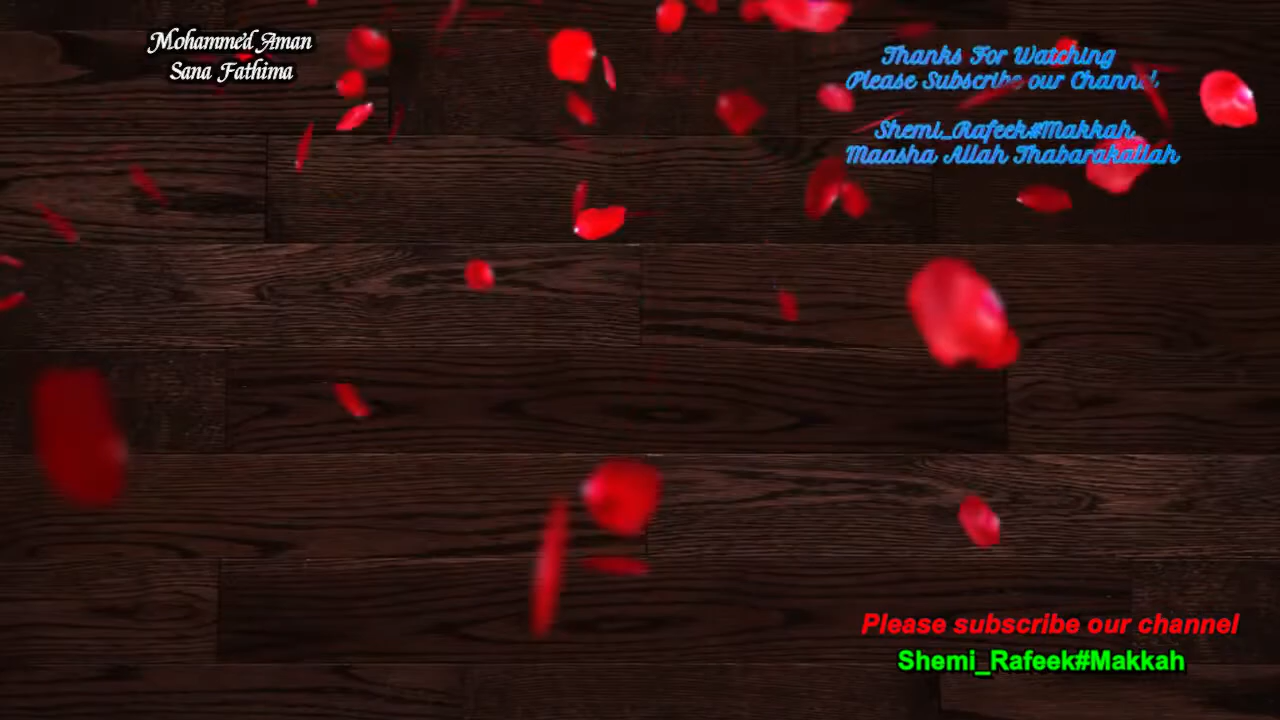 Mohammed Aman
Sana Fathima
Thanks For Watching
Please Subscribe our Channel
Shemi_Rafeek#Makkah
Maasha Allah Thabarakallah
Please subscribe our channel
Shemi_Rafeek#Makkah